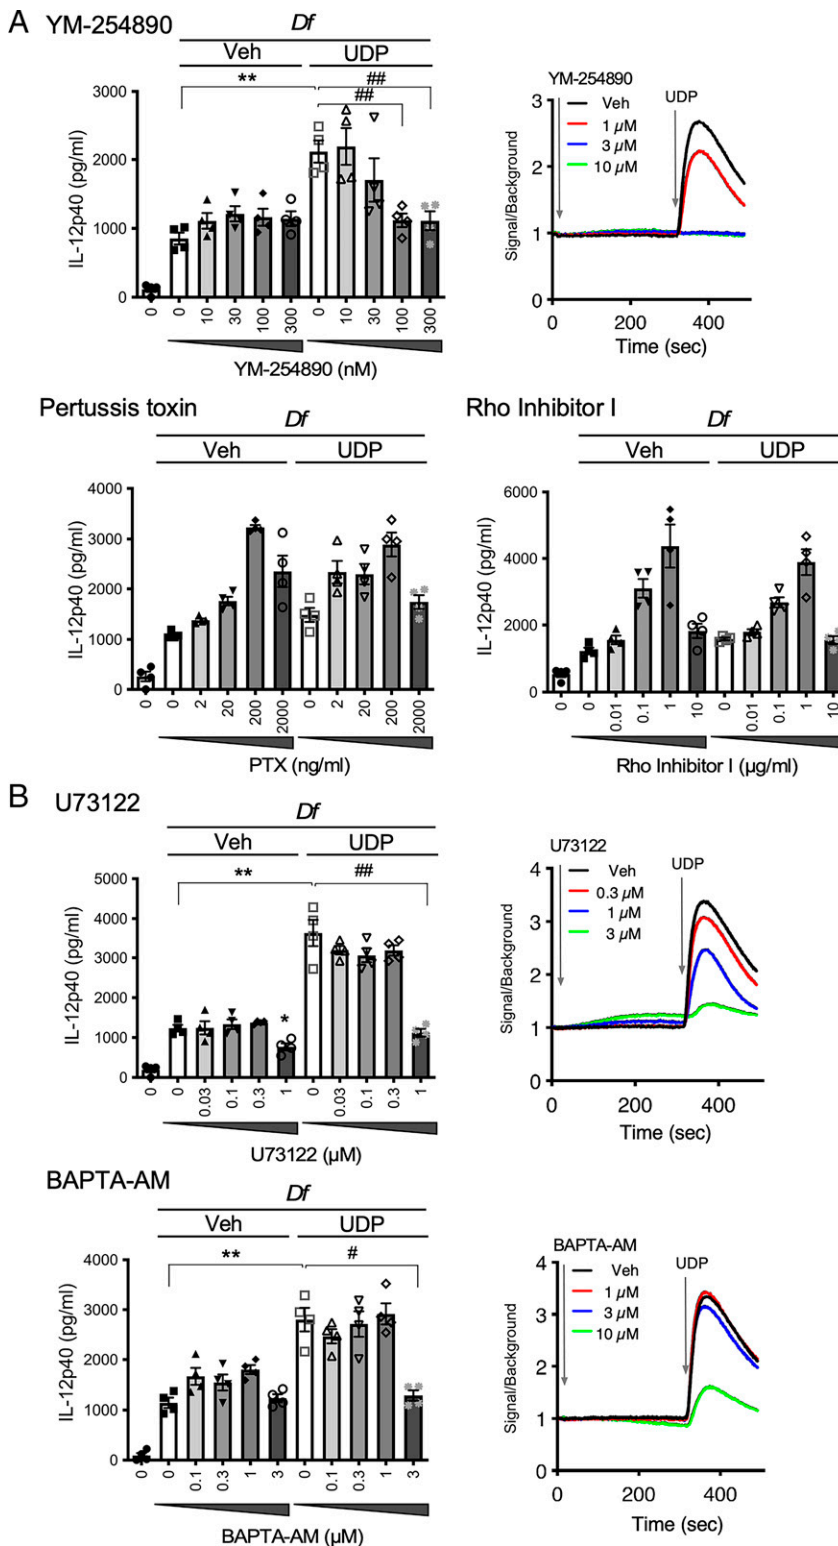 A YM-254890
Df
Veh UDP
** ## ##
IL-12p40 (pg/ml)
3000
2000
1000
0
0 0 10 30 100 300 0 10 30 100 300
YM-254890 (nM)
YM-254890
UDP
Veh
1 µM
3 µM
10 µM
Signal/Background
3
2
1
0
0 200 400
Time (sec)
Pertussis toxin
Df
Veh UDP
IL-12p40 (pg/ml)
4000
3000
2000
1000
0
0 0 2 20 200 2000 0 2 20 200 2000
PTX (ng/ml)
Rho Inhibitor I
Df
Veh UDP
IL-12p40 (pg/ml)
6000
4000
2000
0
0 0 0.01 0.1 1 10 0 0.01 0.1 1 10
Rho Inhibitor I (µg/ml)
B U73122
Df
Veh UDP
** ##
*
IL-12p40 (pg/ml)
5000
4000
3000
2000
1000
0
0 0 0.03 0.1 0.3 1 0 0.03 0.1 0.3 1
U73122 (µM)
U73122
UDP
Veh
0.3 µM
1 µM
3 µM
Signal/Background
4
3
2
1
0
0 200 400
Time (sec)
BAPTA-AM
Df
Veh UDP
** #
IL-12p40 (pg/ml)
4000
3000
2000
1000
0
0 0 0.1 0.3 1 3 0 0.1 0.3 1 3
BAPTA-AM (µM)
BAPTA-AM
UDP
Veh
1 µM
3 µM
10 µM
Signal/Background
4
3
2
1
0
0 200 400
Time (sec)